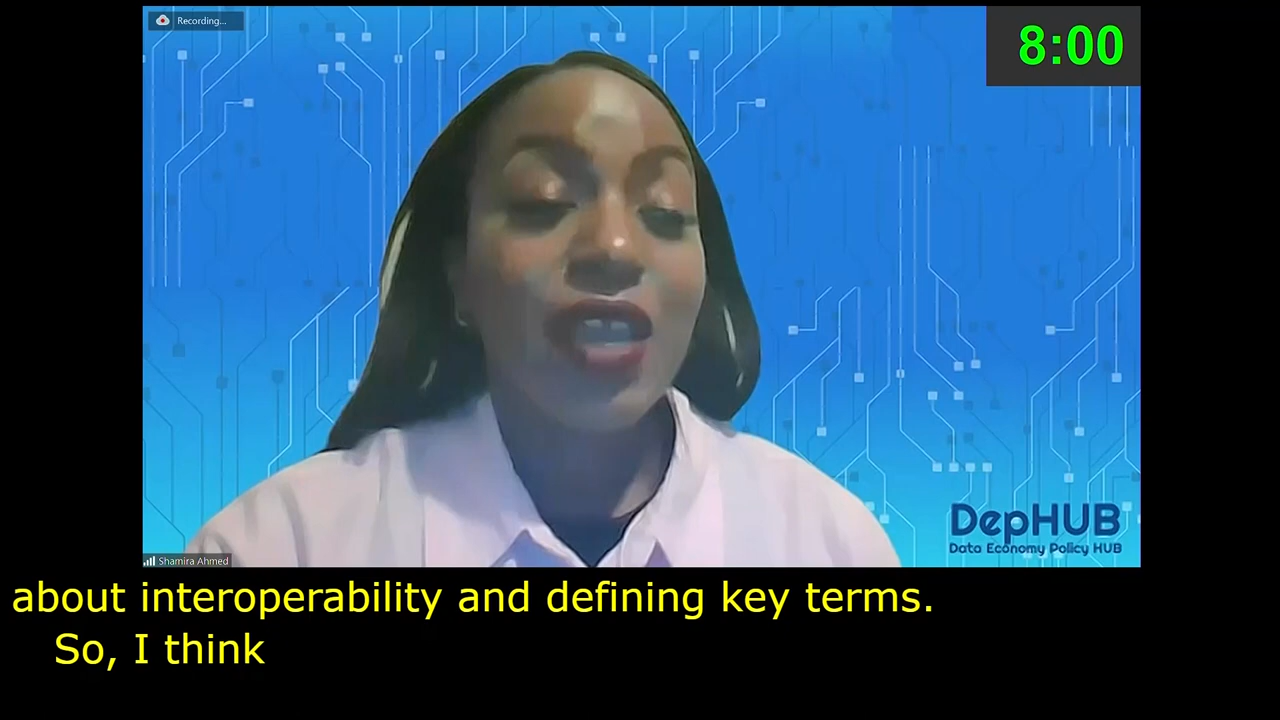 Recording...
8:00
DepHUB
Data Economy Policy HUB
Shamira Ahmed
about interoperability and defining key terms.
So, I think